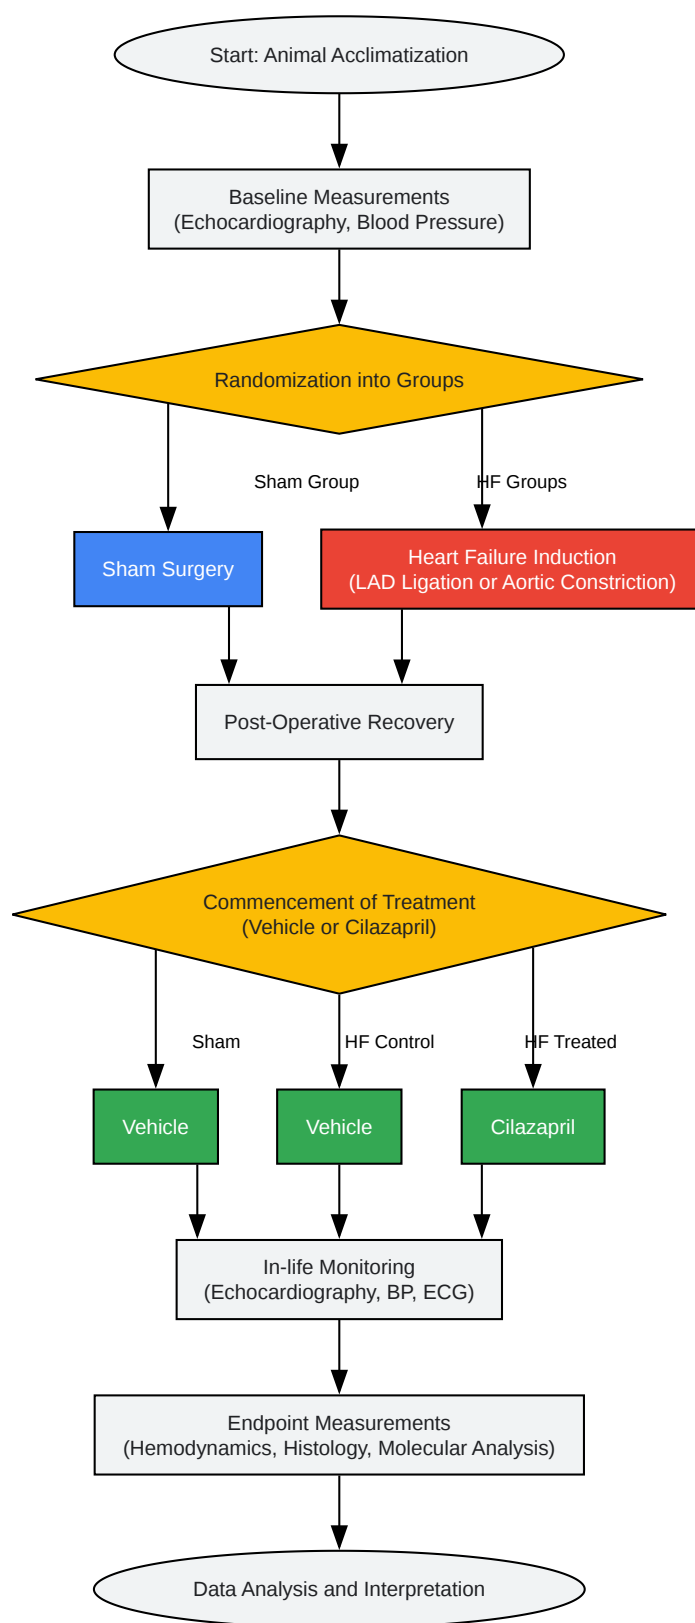 Start: Animal Acclimatization
Baseline Measurements
(Echocardiography, Blood Pressure)
Randomization into Groups
Sham Group
HF Groups
Sham Surgery
Heart Failure Induction
(LAD Ligation or Aortic Constriction)
Post-Operative Recovery
Commencement of Treatment
(Vehicle or Cilazapril)
Sham
HF Control
HF Treated
Vehicle
Vehicle
Cilazapril
In-life Monitoring
(Echocardiography, BP, ECG)
Endpoint Measurements
(Hemodynamics, Histology, Molecular Analysis)
Data Analysis and Interpretation